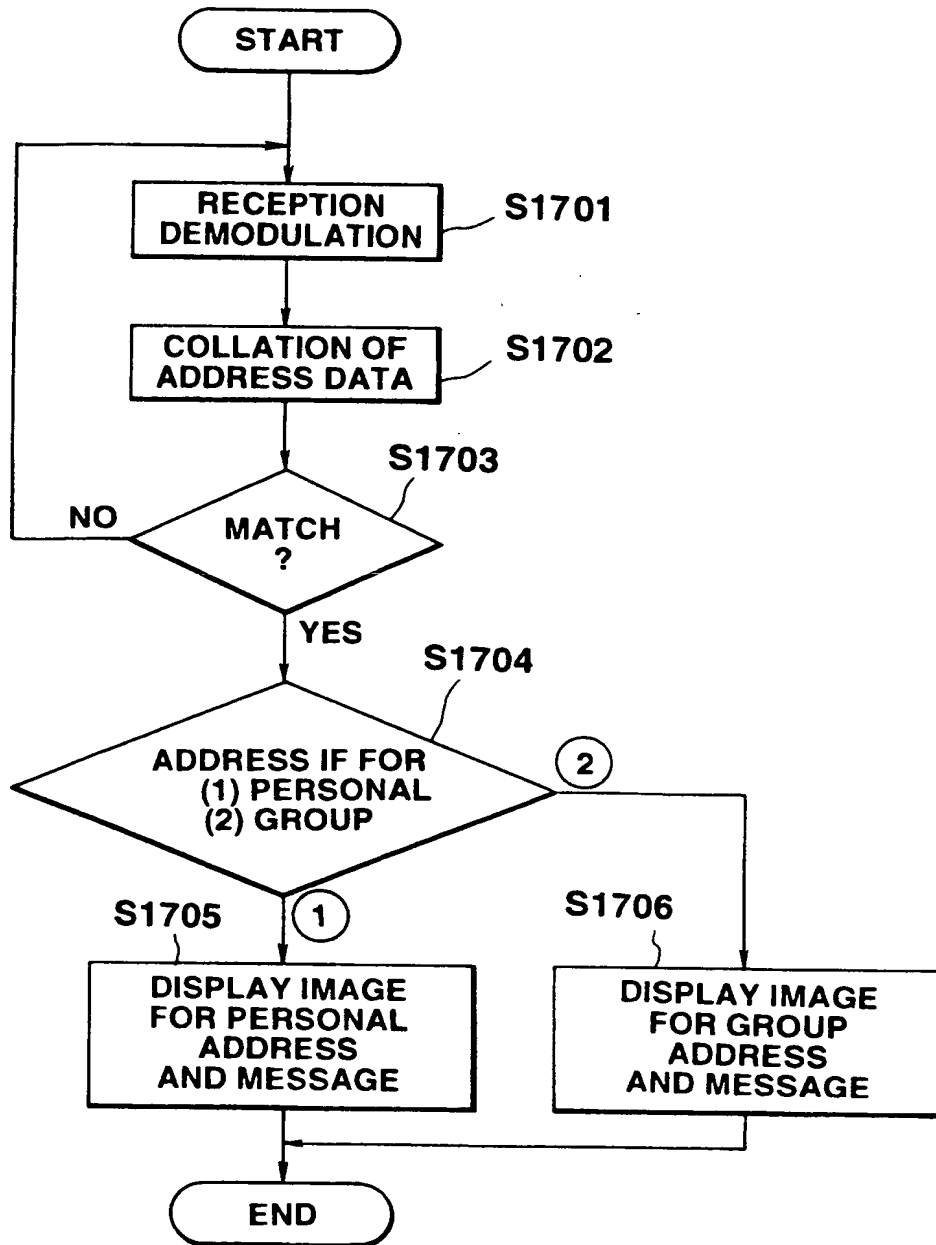 START
RECEPTION
DEMODULATION
S1701
COLLATION OF
ADDRESS DATA
S1702
S1703
NO
MATCH
?
YES
S1704
ADDRESS IF FOR
(1) PERSONAL
(2) GROUP
2
1
S1705
S1706
DISPLAY IMAGE
FOR PERSONAL
ADDRESS
AND MESSAGE
DISPLAY IMAGE
FOR GROUP
ADDRESS
AND MESSAGE
END